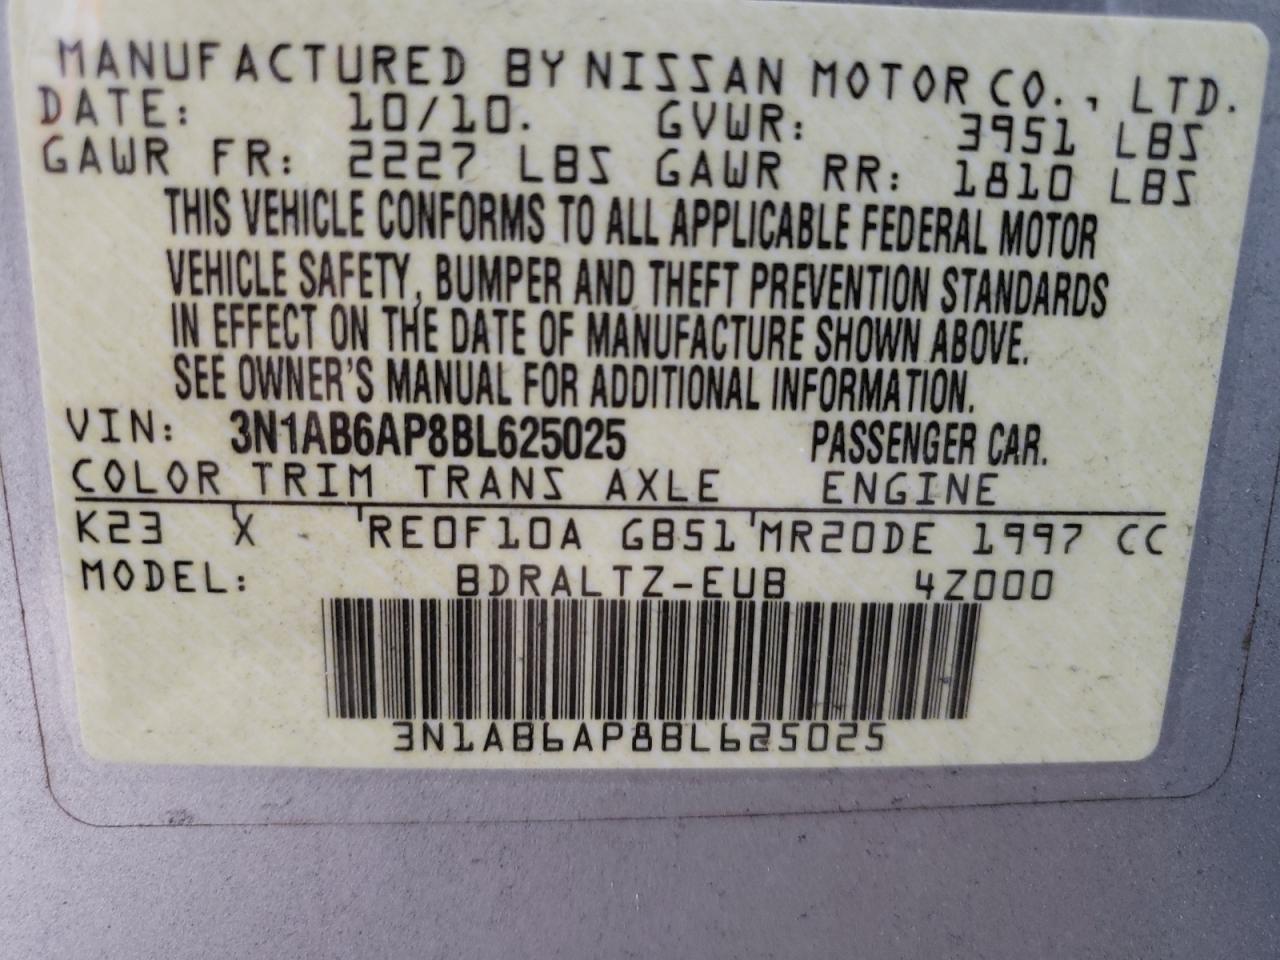 MANUFACTURED BY NISSAN MOTOR CO., LTD.
DATE: 10/10. GVWR: 3951 LBS
GAWR FR: 2227 LBS GAWR RR: 1810 LBS
THIS VEHICLE CONFORMS TO ALL APPLICABLE FEDERAL MOTOR
VEHICLE SAFETY, BUMPER AND THEFT PREVENTION STANDARDS
IN EFFECT ON THE DATE OF MANUFACTURE SHOWN ABOVE.
SEE OWNER'S MANUAL FOR ADDITIONAL INFORMATION.
VIN: 3N1AB6AP8BL625025 PASSENGER CAR.
COLOR TRIM TRANS AXLE ENGINE
K23 X RE0F10A GB51 MR20DE 1997 CC
MODEL: BDRALTZ-EUB 4Z000
3N1AB6AP8BL625025